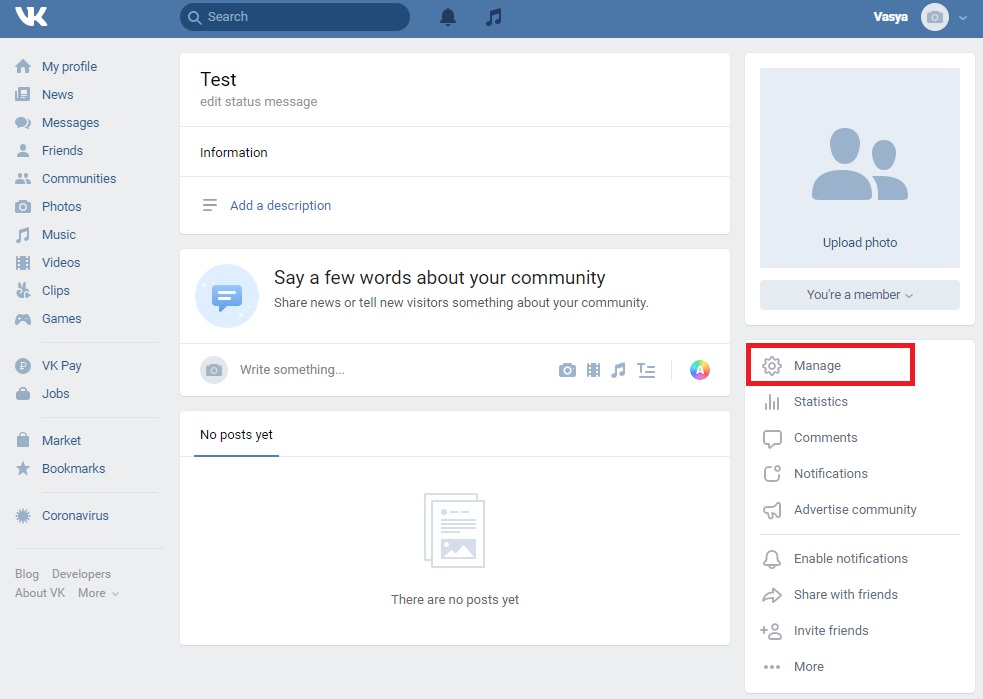 VK
Search
Vasya
My profile
News
Messages
Friends
Communities
Photos
Music
Videos
Clips
Games
VK Pay
Jobs
Market
Bookmarks
Coronavirus
Blog Developers
About VK More
Test
edit status message
Information
Add a description
Say a few words about your community
Share news or tell new visitors something about your community.
Write something...
A
No posts yet
There are no posts yet
Upload photo
You're a member
Manage
Statistics
Comments
Notifications
Advertise community
Enable notifications
Share with friends
Invite friends
More